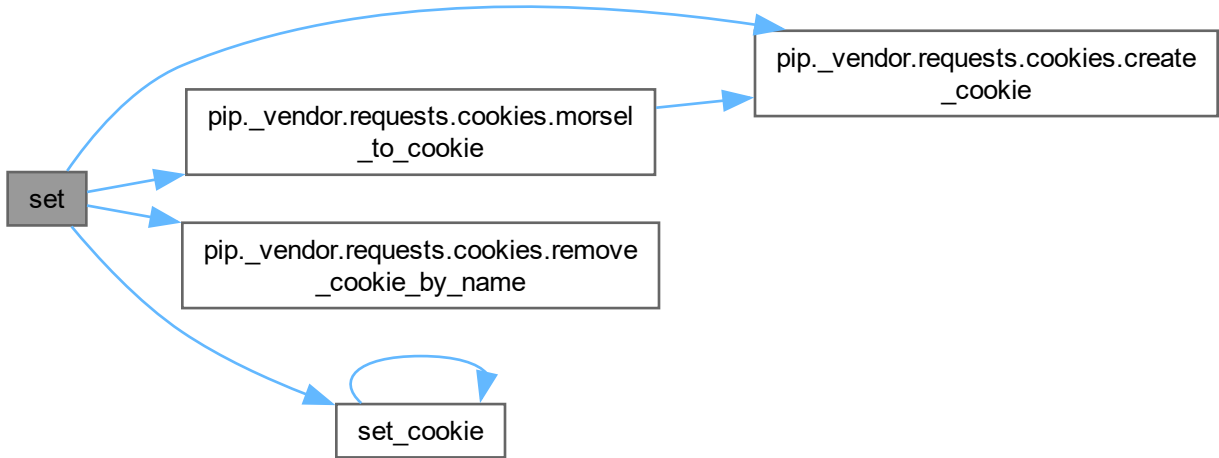 pip._vendor.requests.cookies.create
_cookie
pip._vendor.requests.cookies.morsel
_to_cookie
set
pip._vendor.requests.cookies.remove
_cookie_by_name
set_cookie